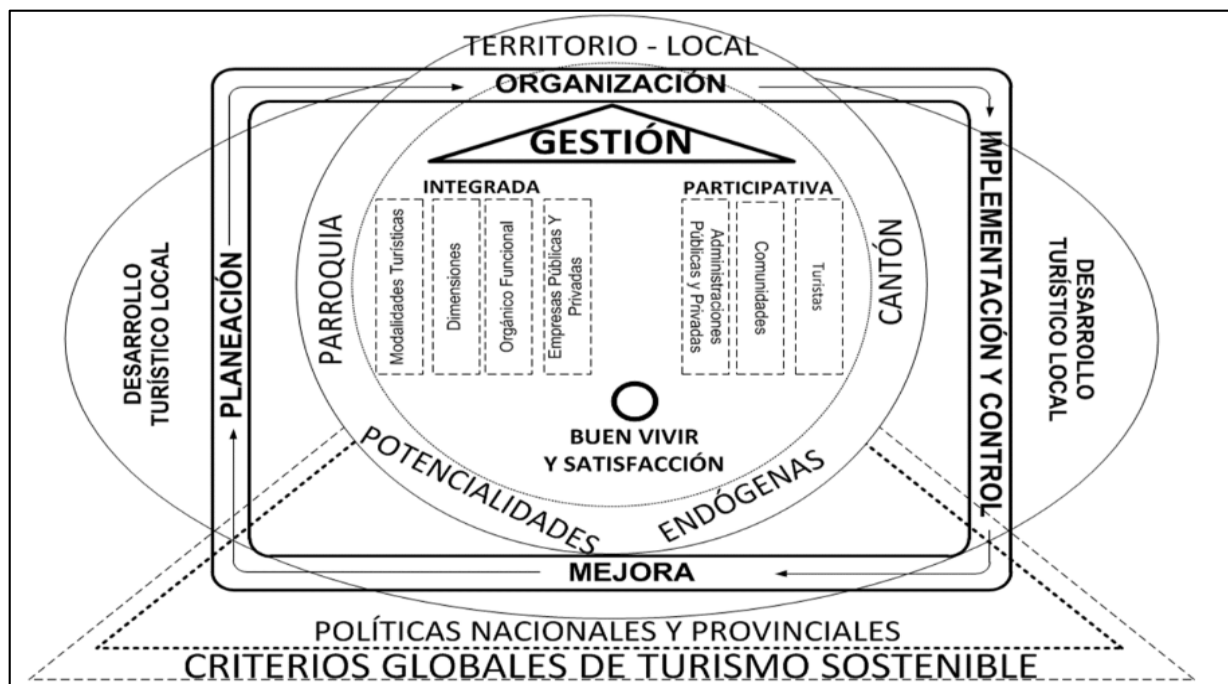 TERRITORIO - LOCAL
ORGANIZACIÓN
GESTIÓN
INTEGRADA
PARTICIPATIVA
Modalidades Turísticas
Dimensiones
Orgánico Funcional
Empresas Públicas Y
Privadas
Administraciones
Públicas y Privadas
Comunidades
Turistas
PARROQUIA
CANTÓN
PLANEACIÓN
IMPLEMENTACIÓN Y CONTROL
DESARROLLO
TURÍSTICO LOCAL
DESARROLLO
TURÍSTICO LOCAL
BUEN VIVIR
Y SATISFACCIÓN
POTENCIALIDADES
ENDÓGENAS
MEJORA
POLÍTICAS NACIONALES Y PROVINCIALES
CRITERIOS GLOBALES DE TURISMO SOSTENIBLE